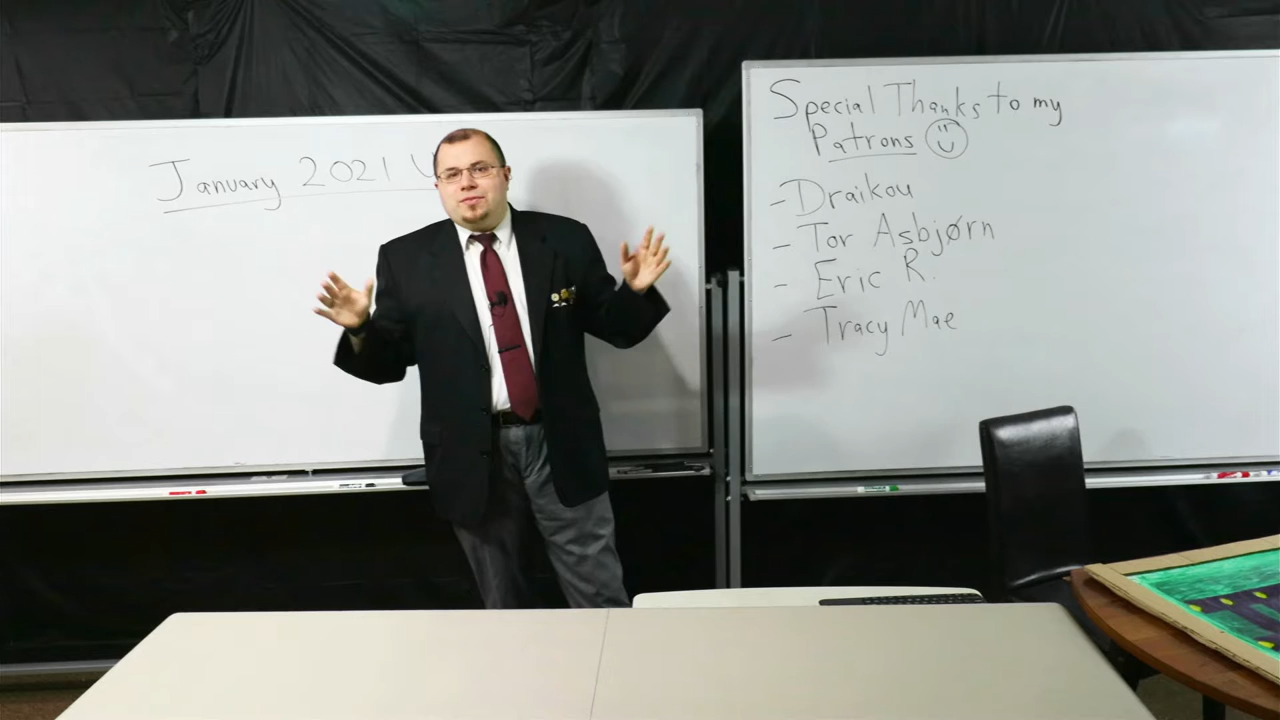 January 2021
Special Thanks to my
Patrons
- Draikou
- Tor Asbjørn
- Eric R.
- Tracy Mae